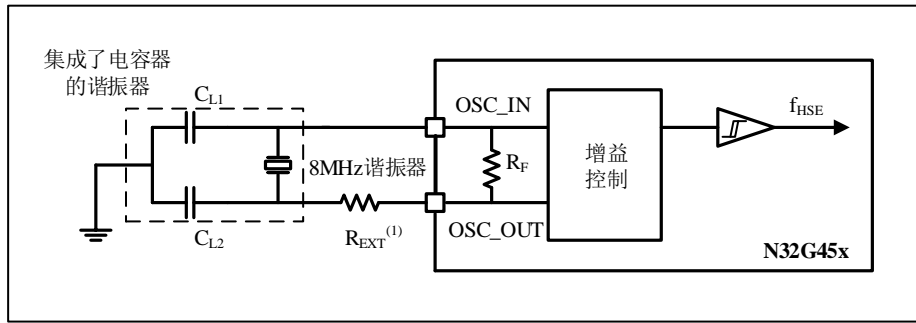 集成了电容器
的谐振器
C_L1
OSC_IN
f_HSE
8MHz谐振器
R_F
增益
控制
C_L2
R_EXT^(1)
OSC_OUT
N32G45x